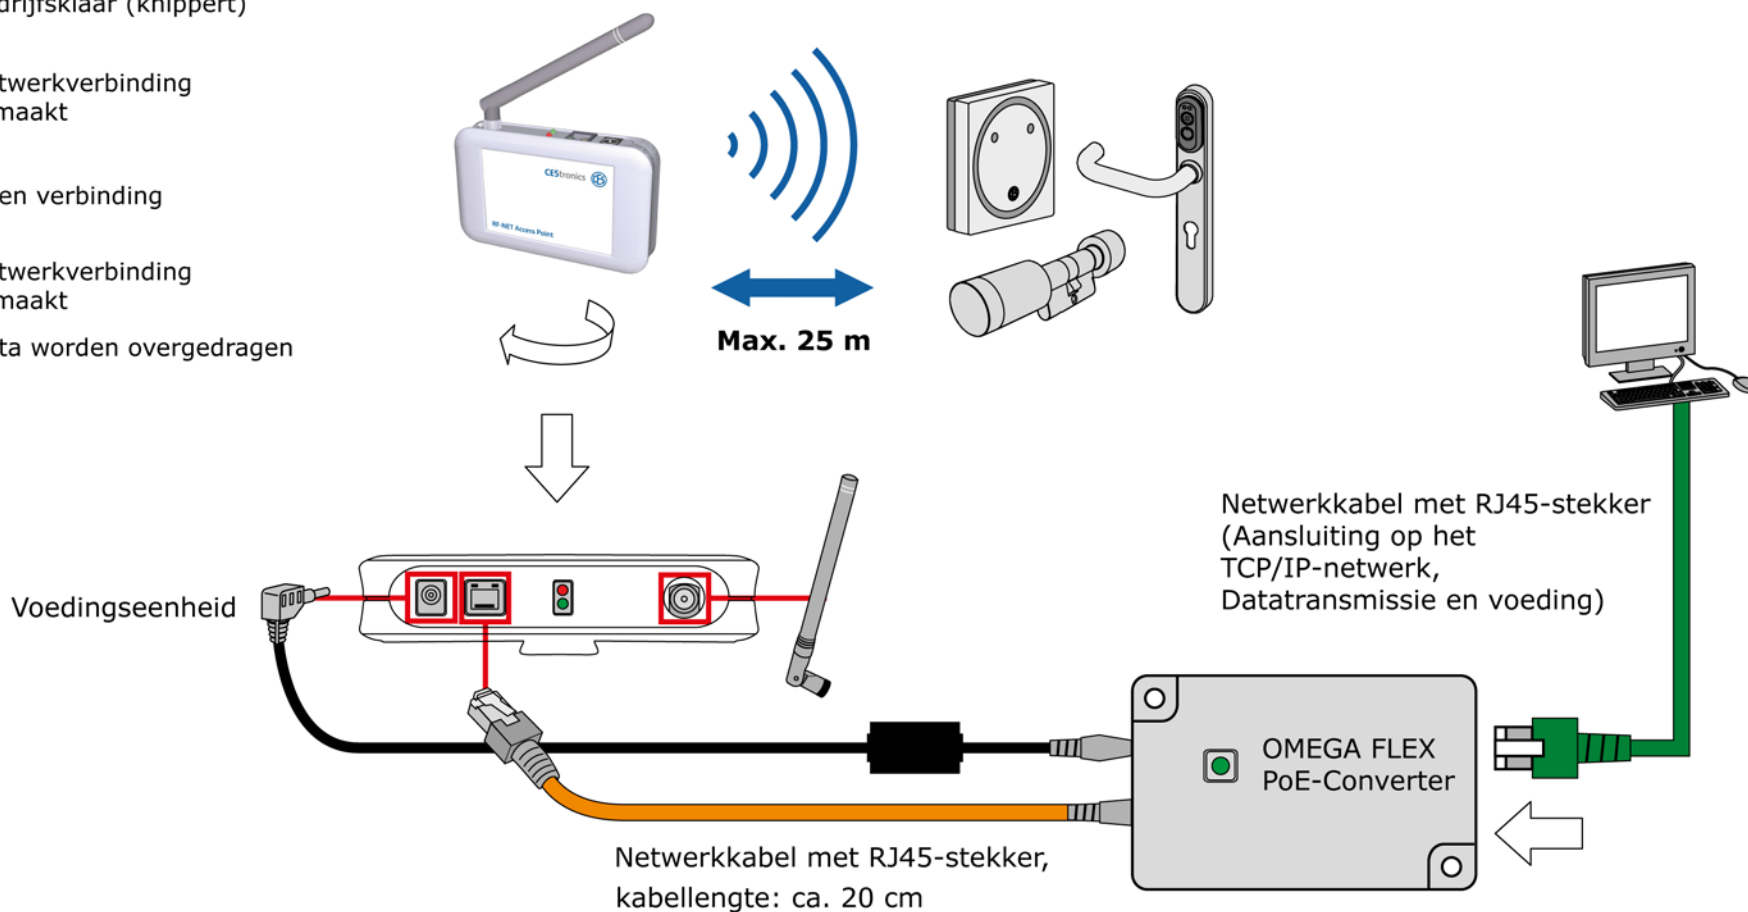 drijfsklaar (knippert)
twerkverbinding
maakt
en verbinding
twerkverbinding
maakt
ta worden overgedragen
CEStronics CES
RF-NET Access Point
Max. 25 m
Netwerkkabel met RJ45-stekker
(Aansluiting op het
TCP/IP-netwerk,
Datatransmissie en voeding)
Voedingseenheid
OMEGA FLEX
PoE-Converter
Netwerkkabel met RJ45-stekker,
kabellengte: ca. 20 cm